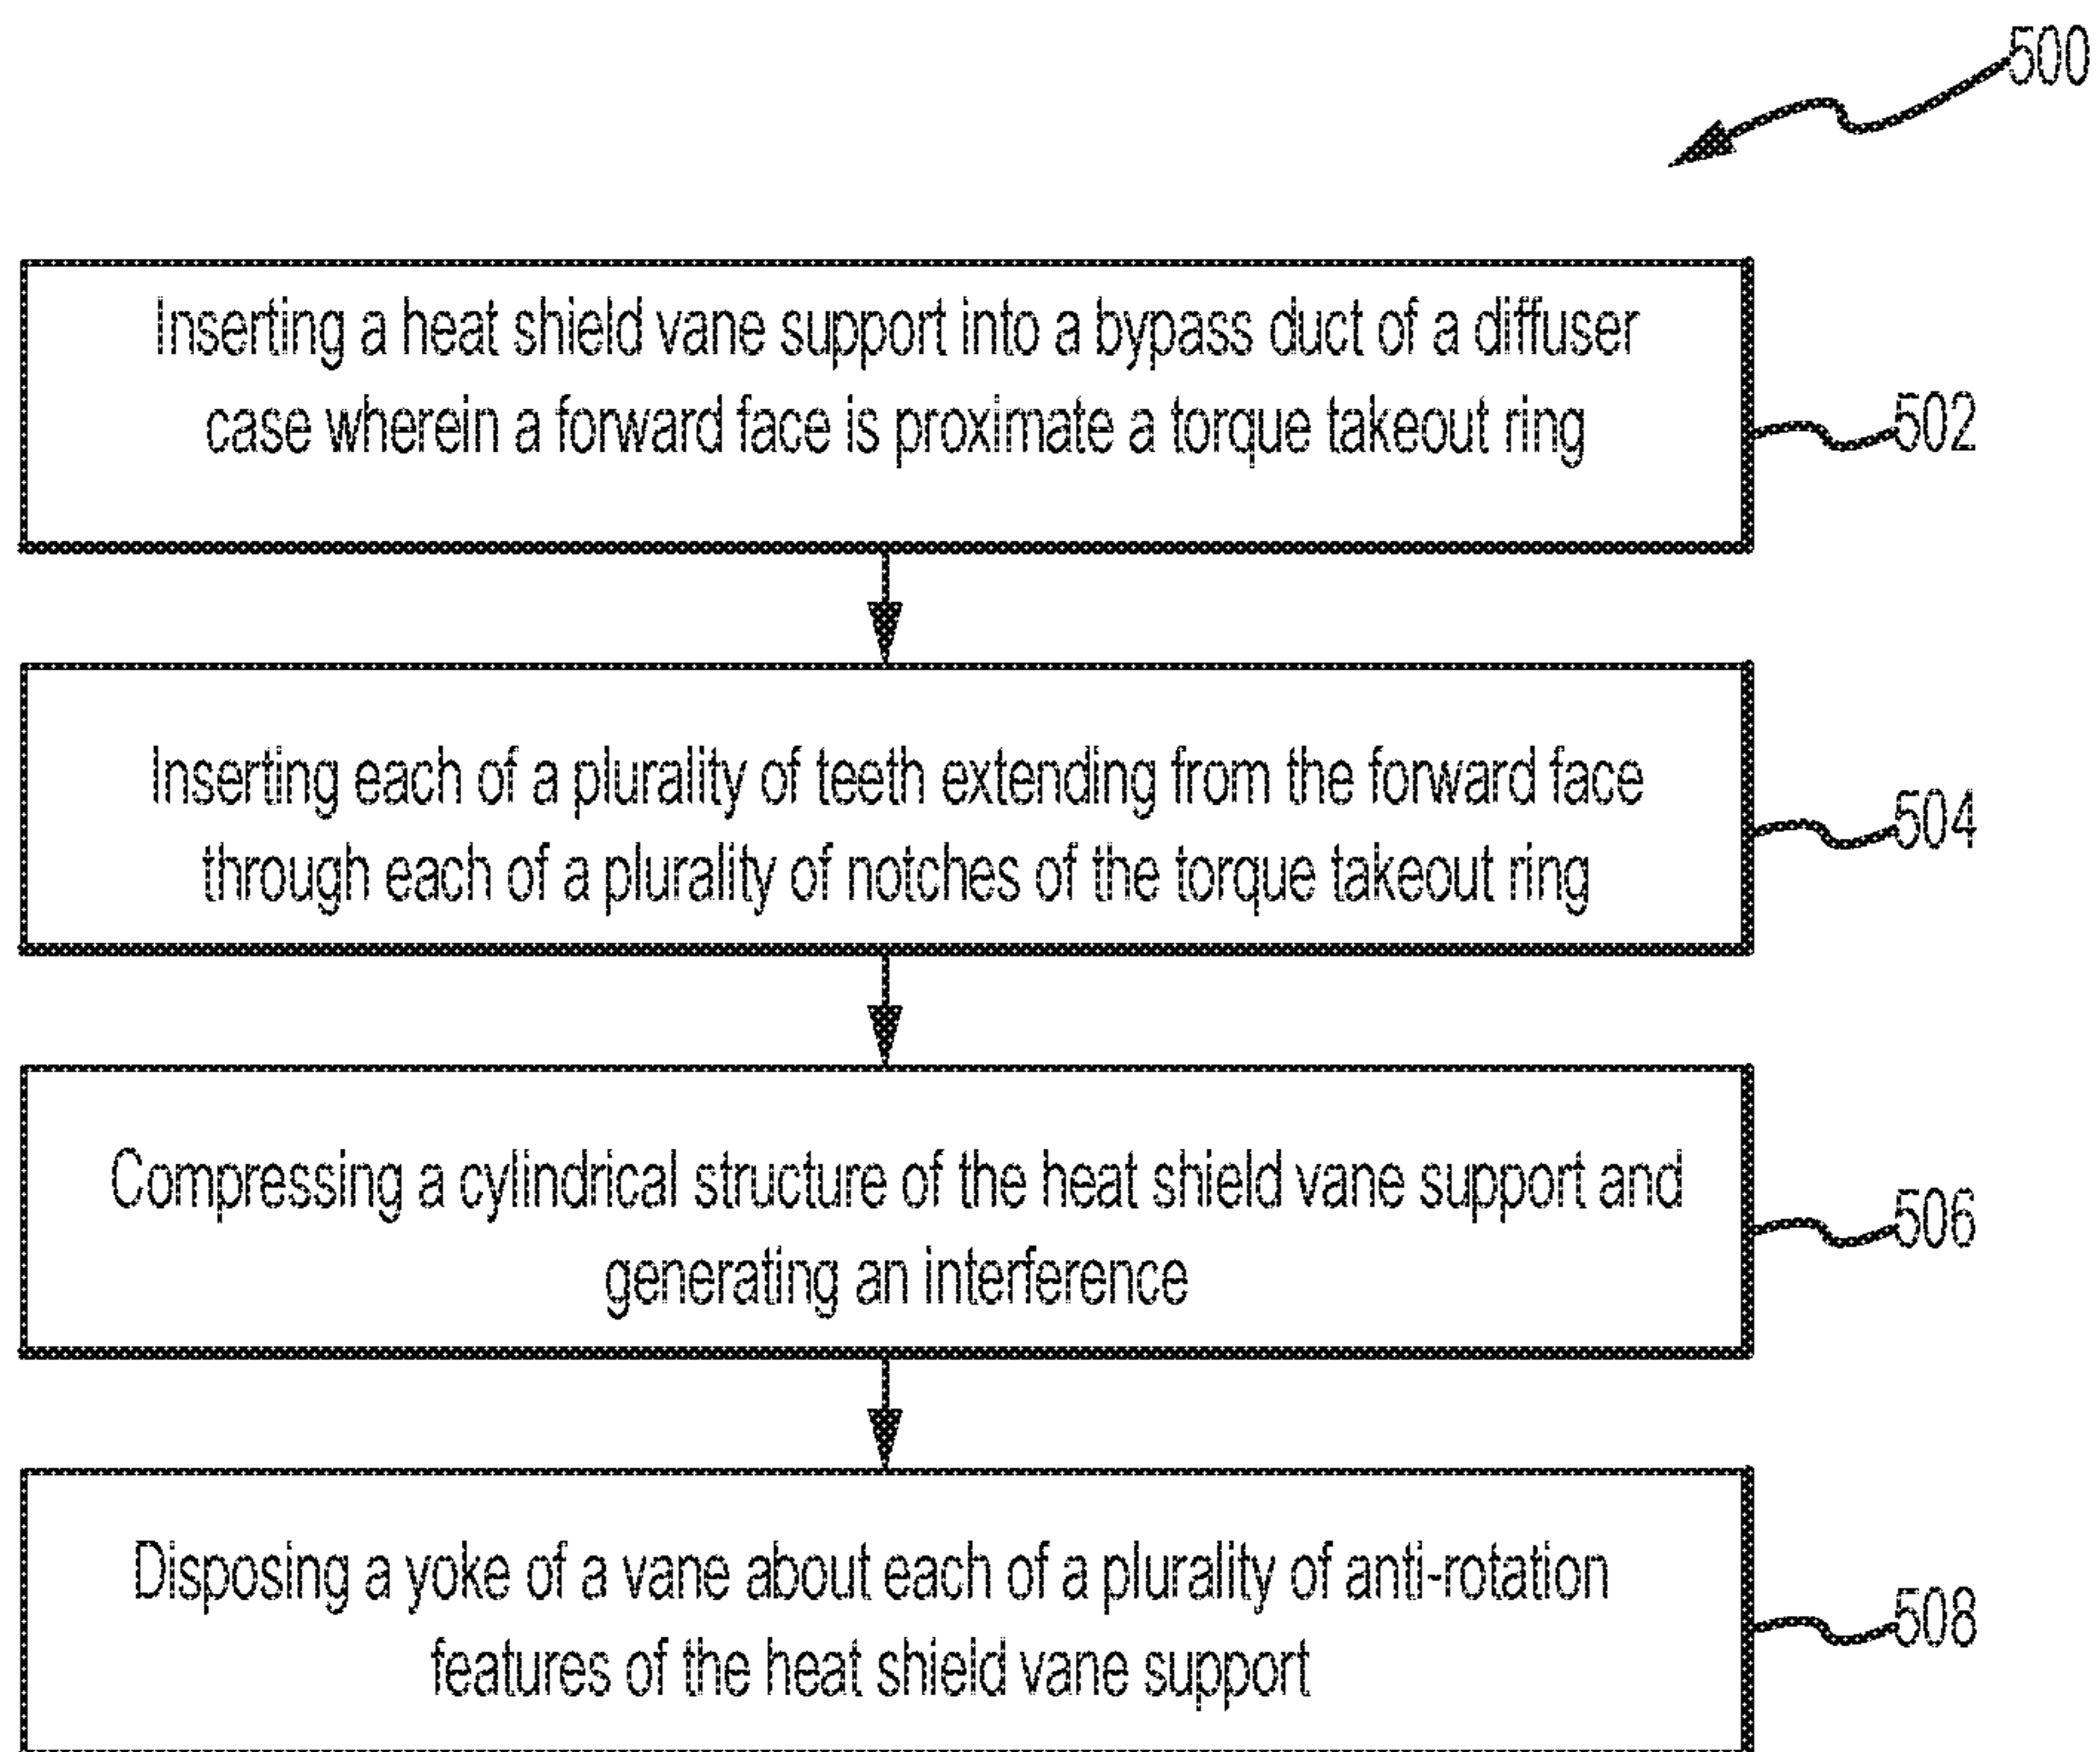 500
Inserting a heat shield vane support into a bypass duct of a diffuser
case wherein a forward face is proximate a torque takeout ring
502
Inserting each of a plurality of teeth extending from the forward face
through each of a plurality of notches of the torque takeout ring
504
Compressing a cylindrical structure of the heat shield vane support and
generating an interference
506
Disposing a yoke of a vane about each of a plurality of anti-rotation
features of the heat shield vane support
508